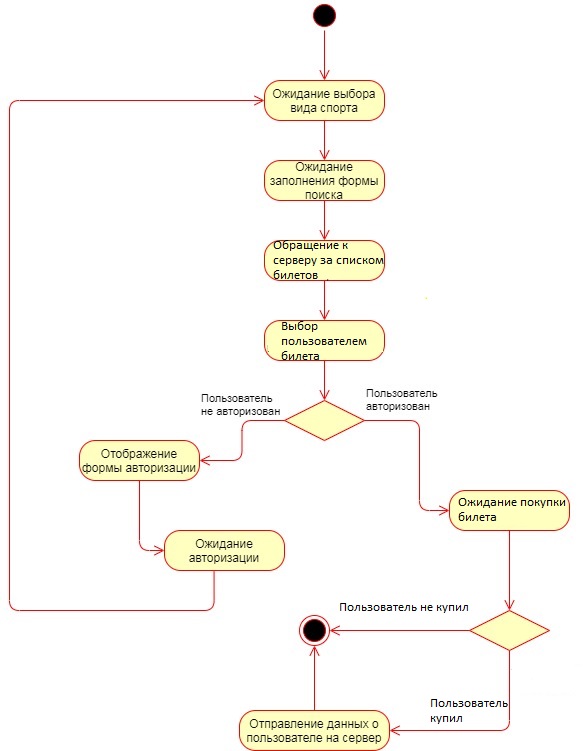 Ожидание выбора
вида спорта
Ожидание
заполнения формы
поиска
Обращение к
серверу за списком
билетов
Выбор
пользователем
билета
Пользователь
не авторизован
Пользователь
авторизован
Отображение
формы авторизации
Ожидание
авторизации
Ожидание покупки
билета
Пользователь не купил
Пользователь
купил
Отправление данных о
пользователе на сервер